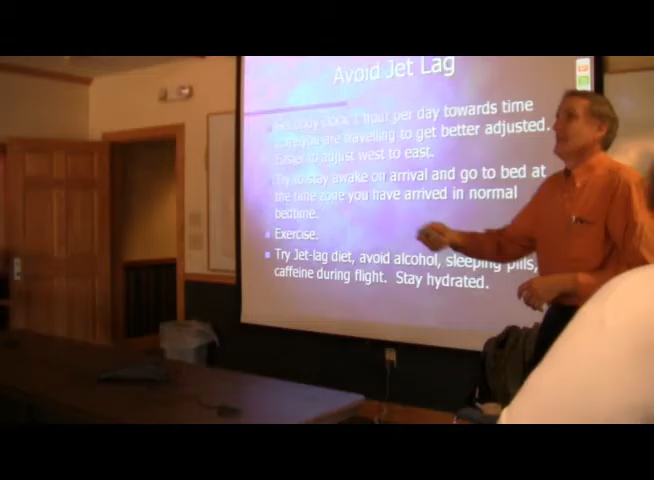 Avoid Jet Lag
Set body clock 1 hour per day towards time
you are travelling to get better adjusted.
Easier to adjust west to east.
Try to stay awake on arrival and go to bed at
the time zone you have arrived in normal
bedtime.
Exercise.
Try Jet-lag diet, avoid alcohol, sleeping pills,
caffeine during flight. Stay hydrated.